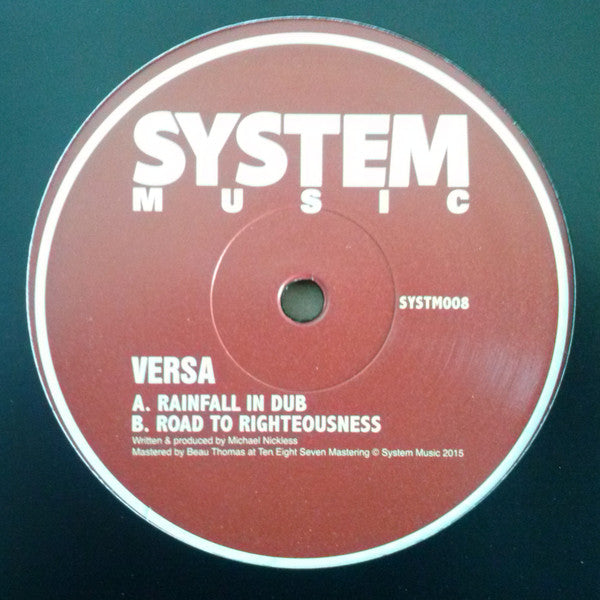 SYSTEM
MUSIC
SYSTM008
VERSA
A. RAINFALL IN DUB
B. ROAD TO RIGHTEOUSNESS
Written & produced by Michael Nickless
Mastered by Beau Thomas at Ten Eight Seven Mastering © System Music 2015